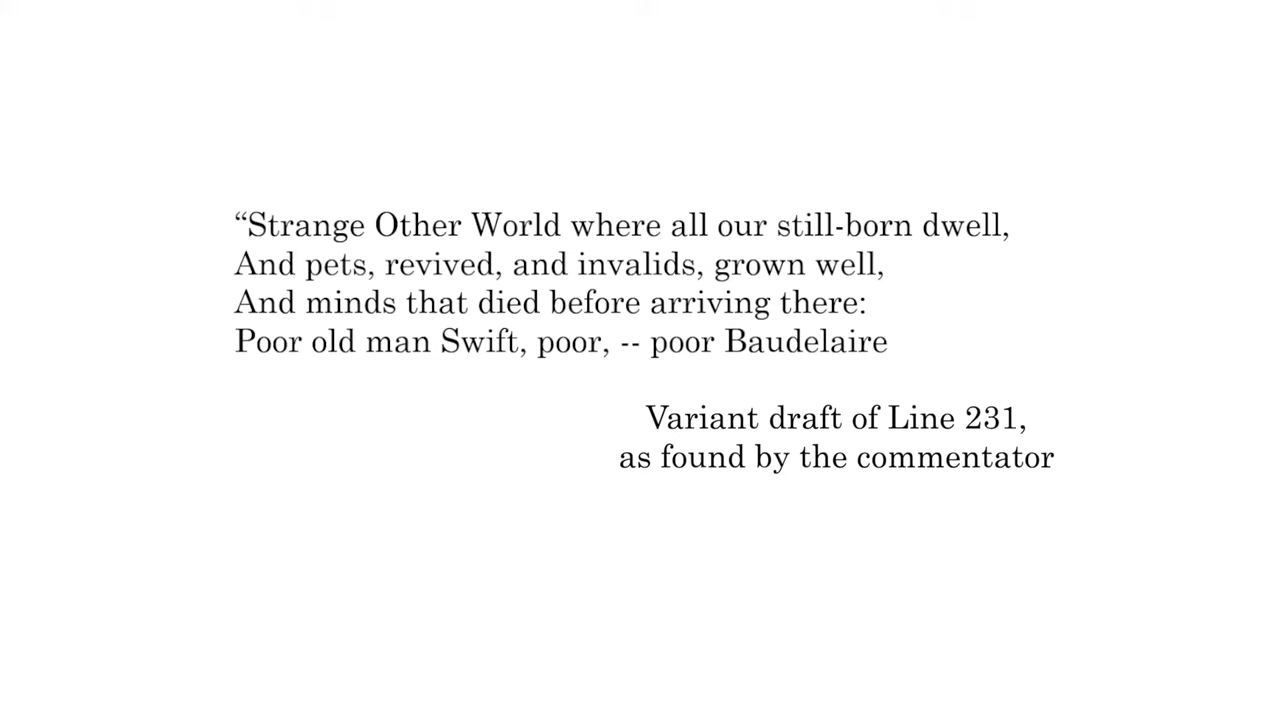 “Strange Other World where all our still-born dwell,
And pets, revived, and invalids, grown well,
And minds that died before arriving there:
Poor old man Swift, poor, -- poor Baudelaire
Variant draft of Line 231,
as found by the commentator